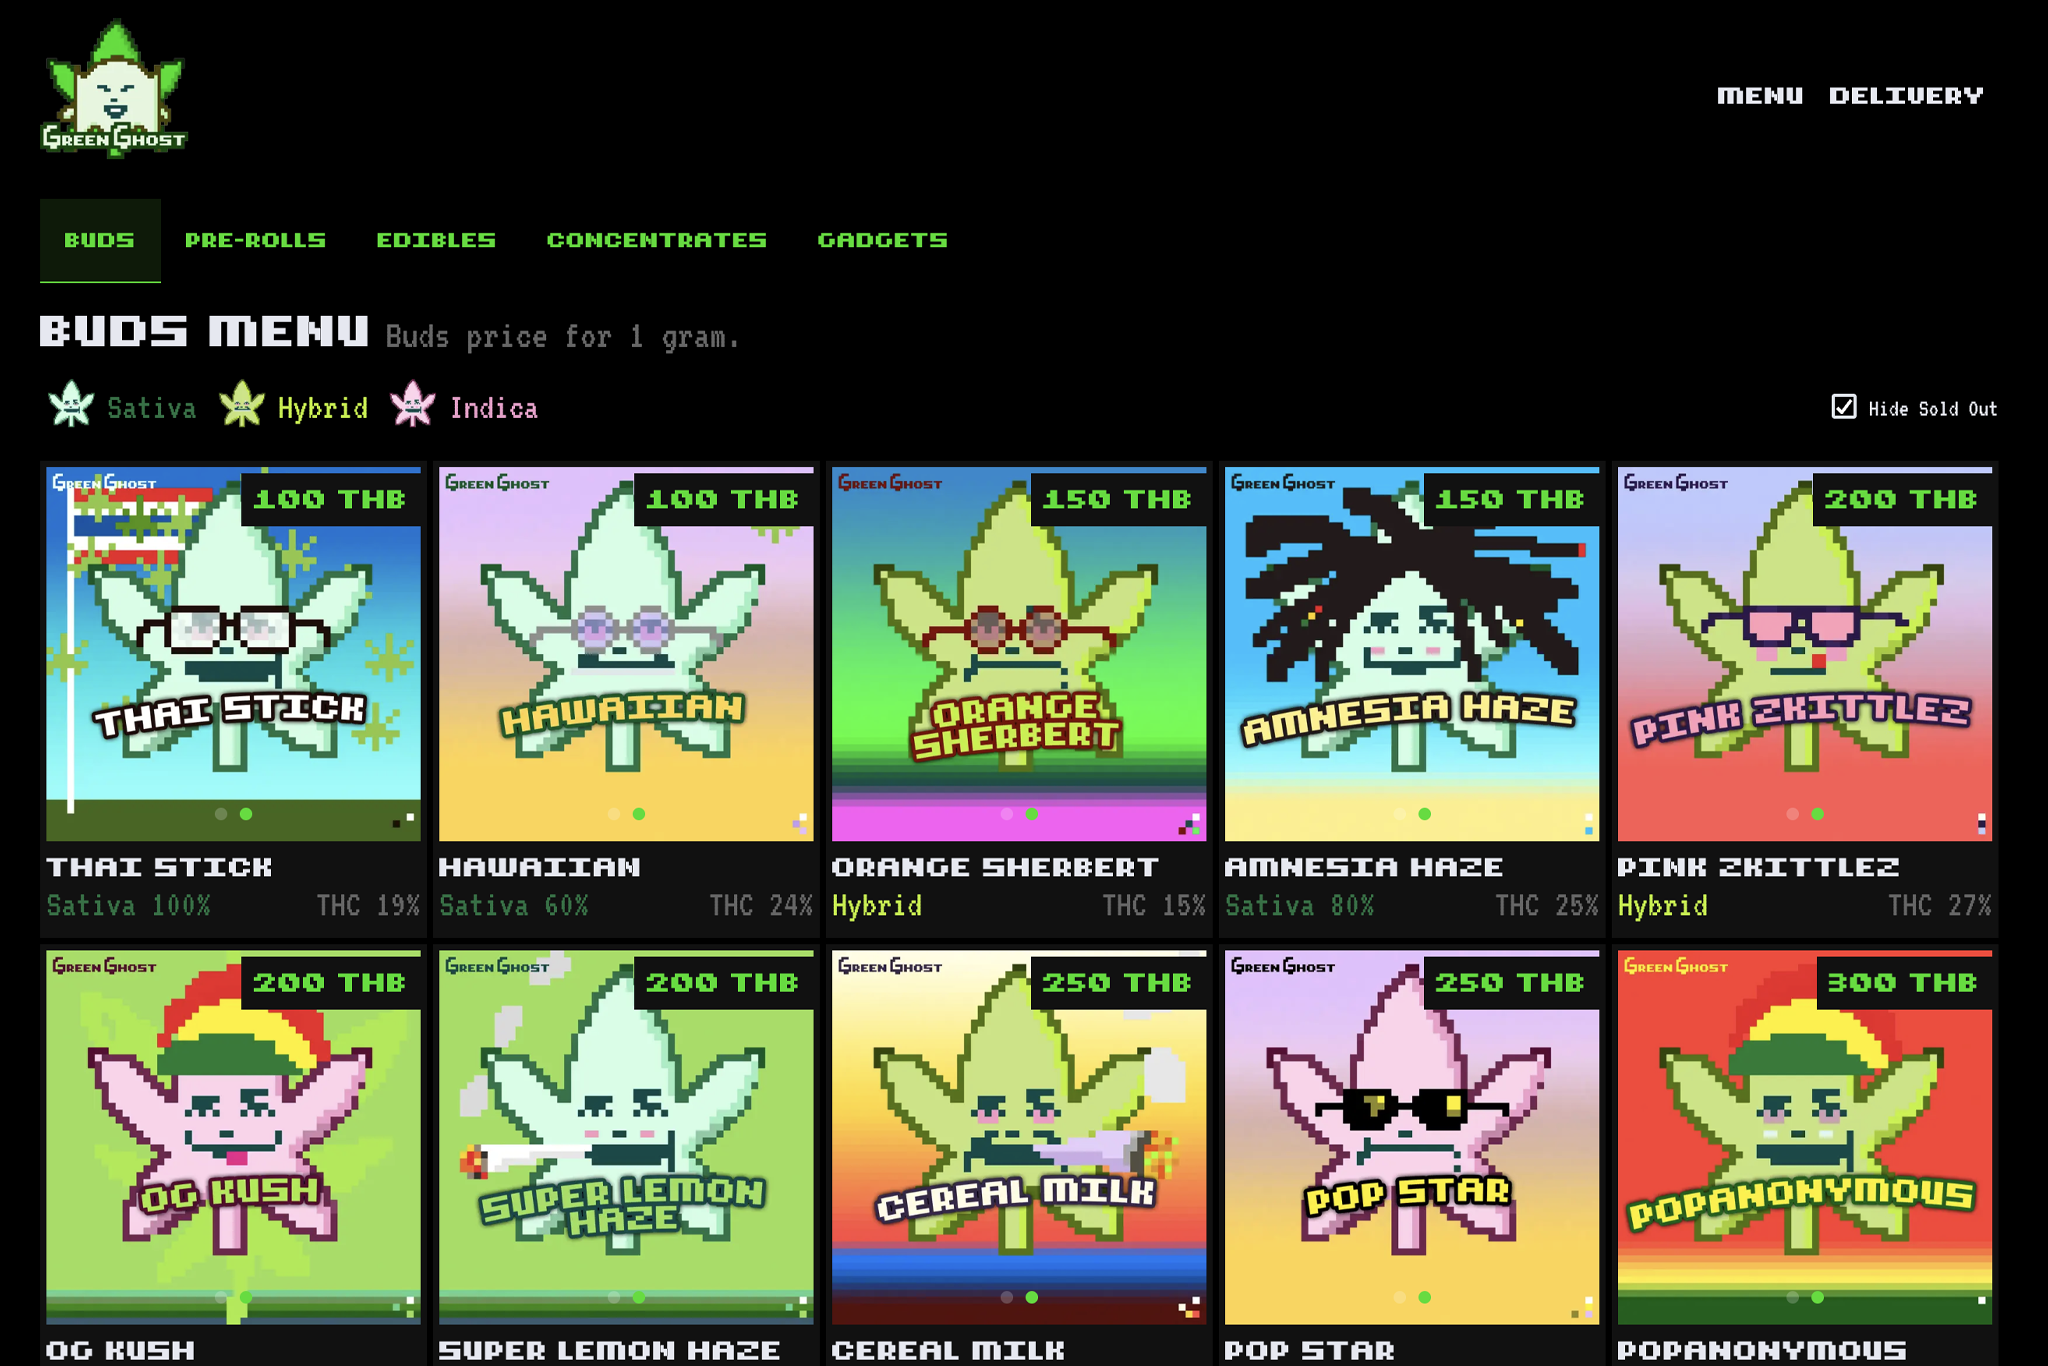 GREEN GHOST
MENU DELIVERY
BUDS PRE-ROLLS EDIBLES CONCENTRATES GADGETS
BUDS MENU Buds price for 1 gram.
Sativa Hybrid Indica
Hide Sold Out
GREEN GHOST 100 THB
THAI STICK
THAI STICK
Sativa 100% THC 19%
GREEN GHOST 100 THB
HAWAIIAN
HAWAIIAN
Sativa 60% THC 24%
GREEN GHOST 150 THB
ORANGE
SHERBERT
ORANGE SHERBERT
Hybrid THC 15%
GREEN GHOST 150 THB
AMNESIA HAZE
AMNESIA HAZE
Sativa 80% THC 25%
GREEN GHOST 200 THB
PINK ZKITTLEZ
PINK ZKITTLEZ
Hybrid THC 27%
GREEN GHOST 200 THB
OG KUSH
OG KUSH
GREEN GHOST 200 THB
SUPER LEMON
HAZE
SUPER LEMON HAZE
GREEN GHOST 250 THB
CEREAL MILK
CEREAL MILK
GREEN GHOST 250 THB
POP STAR
POP STAR
GREEN GHOST 300 THB
POPANONYMOUS
POPANONYMOUS